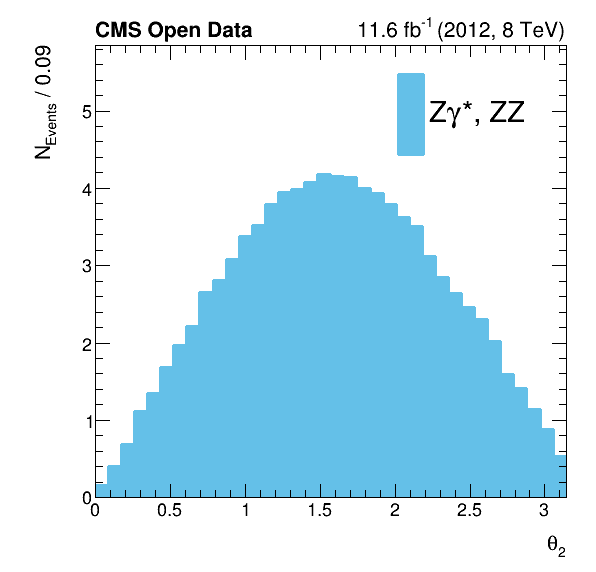 CMS Open Data
11.6 fb⁻¹ (2012, 8 TeV)
N_Events / 0.09
Zγ*, ZZ
5
4
3
2
1
0
0 0.5 1 1.5 2 2.5 3
θ₂